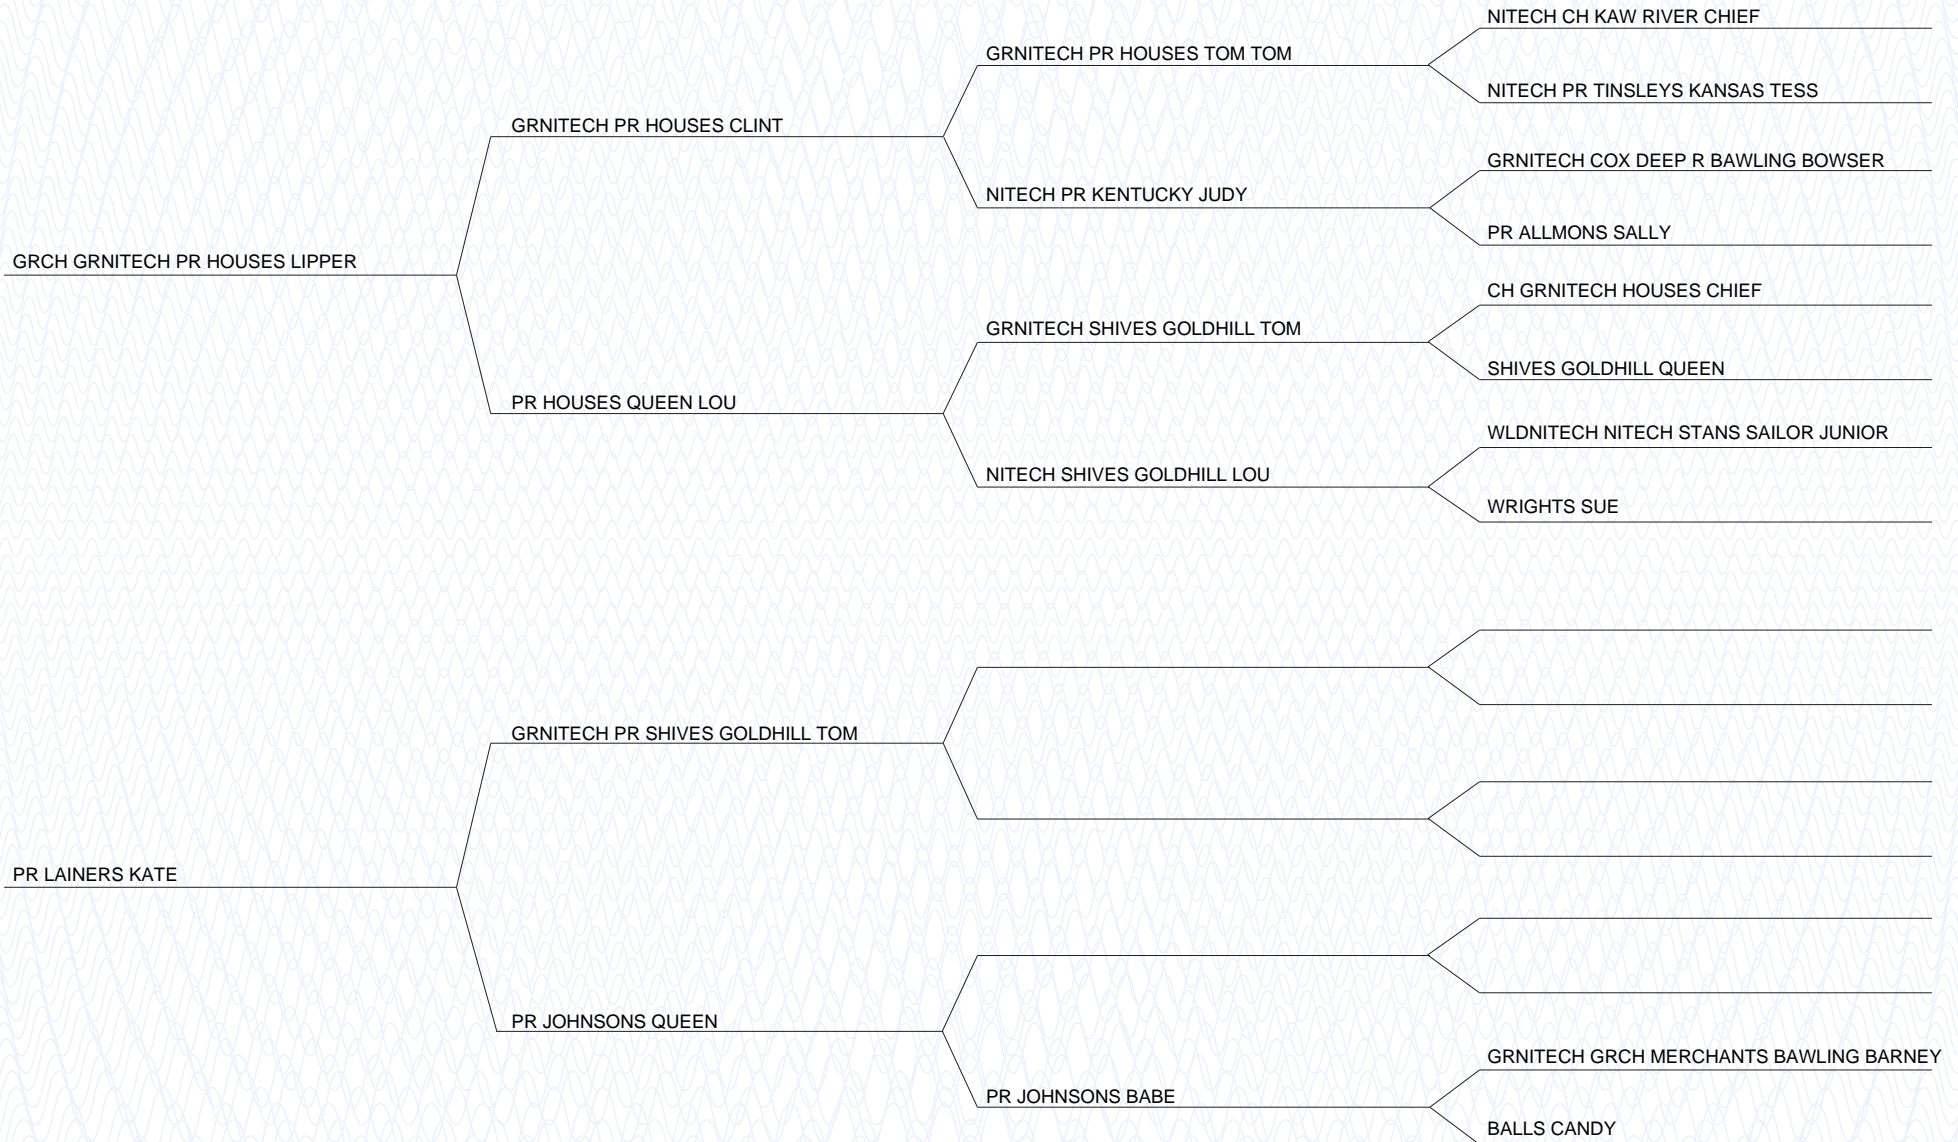 NITECH CH KAW RIVER CHIEF
GRNITECH PR HOUSES TOM TOM
NITECH PR TINSLEYS KANSAS TESS
GRNITECH PR HOUSES CLINT
GRNITECH COX DEEP R BAWLING BOWSER
NITECH PR KENTUCKY JUDY
PR ALLMONS SALLY
GRCH GRNITECH PR HOUSES LIPPER
CH GRNITECH HOUSES CHIEF
GRNITECH SHIVES GOLDHILL TOM
SHIVES GOLDHILL QUEEN
PR HOUSES QUEEN LOU
WLDNITECH NITECH STANS SAILOR JUNIOR
NITECH SHIVES GOLDHILL LOU
WRIGHTS SUE
GRNITECH PR SHIVES GOLDHILL TOM
PR LAINERS KATE
PR JOHNSONS QUEEN
GRNITECH GRCH MERCHANTS BAWLING BARNEY
PR JOHNSONS BABE
BALLS CANDY